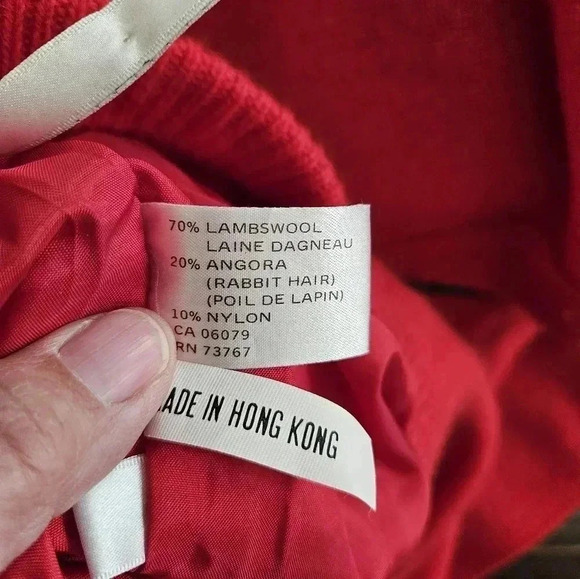 70% LAMBSWOOL
LAINE DAGNEAU
20% ANGORA
(RABBIT HAIR)
(POIL DE LAPIN)
10% NYLON
CA 06079
RN 73767
ADE IN HONG KONG